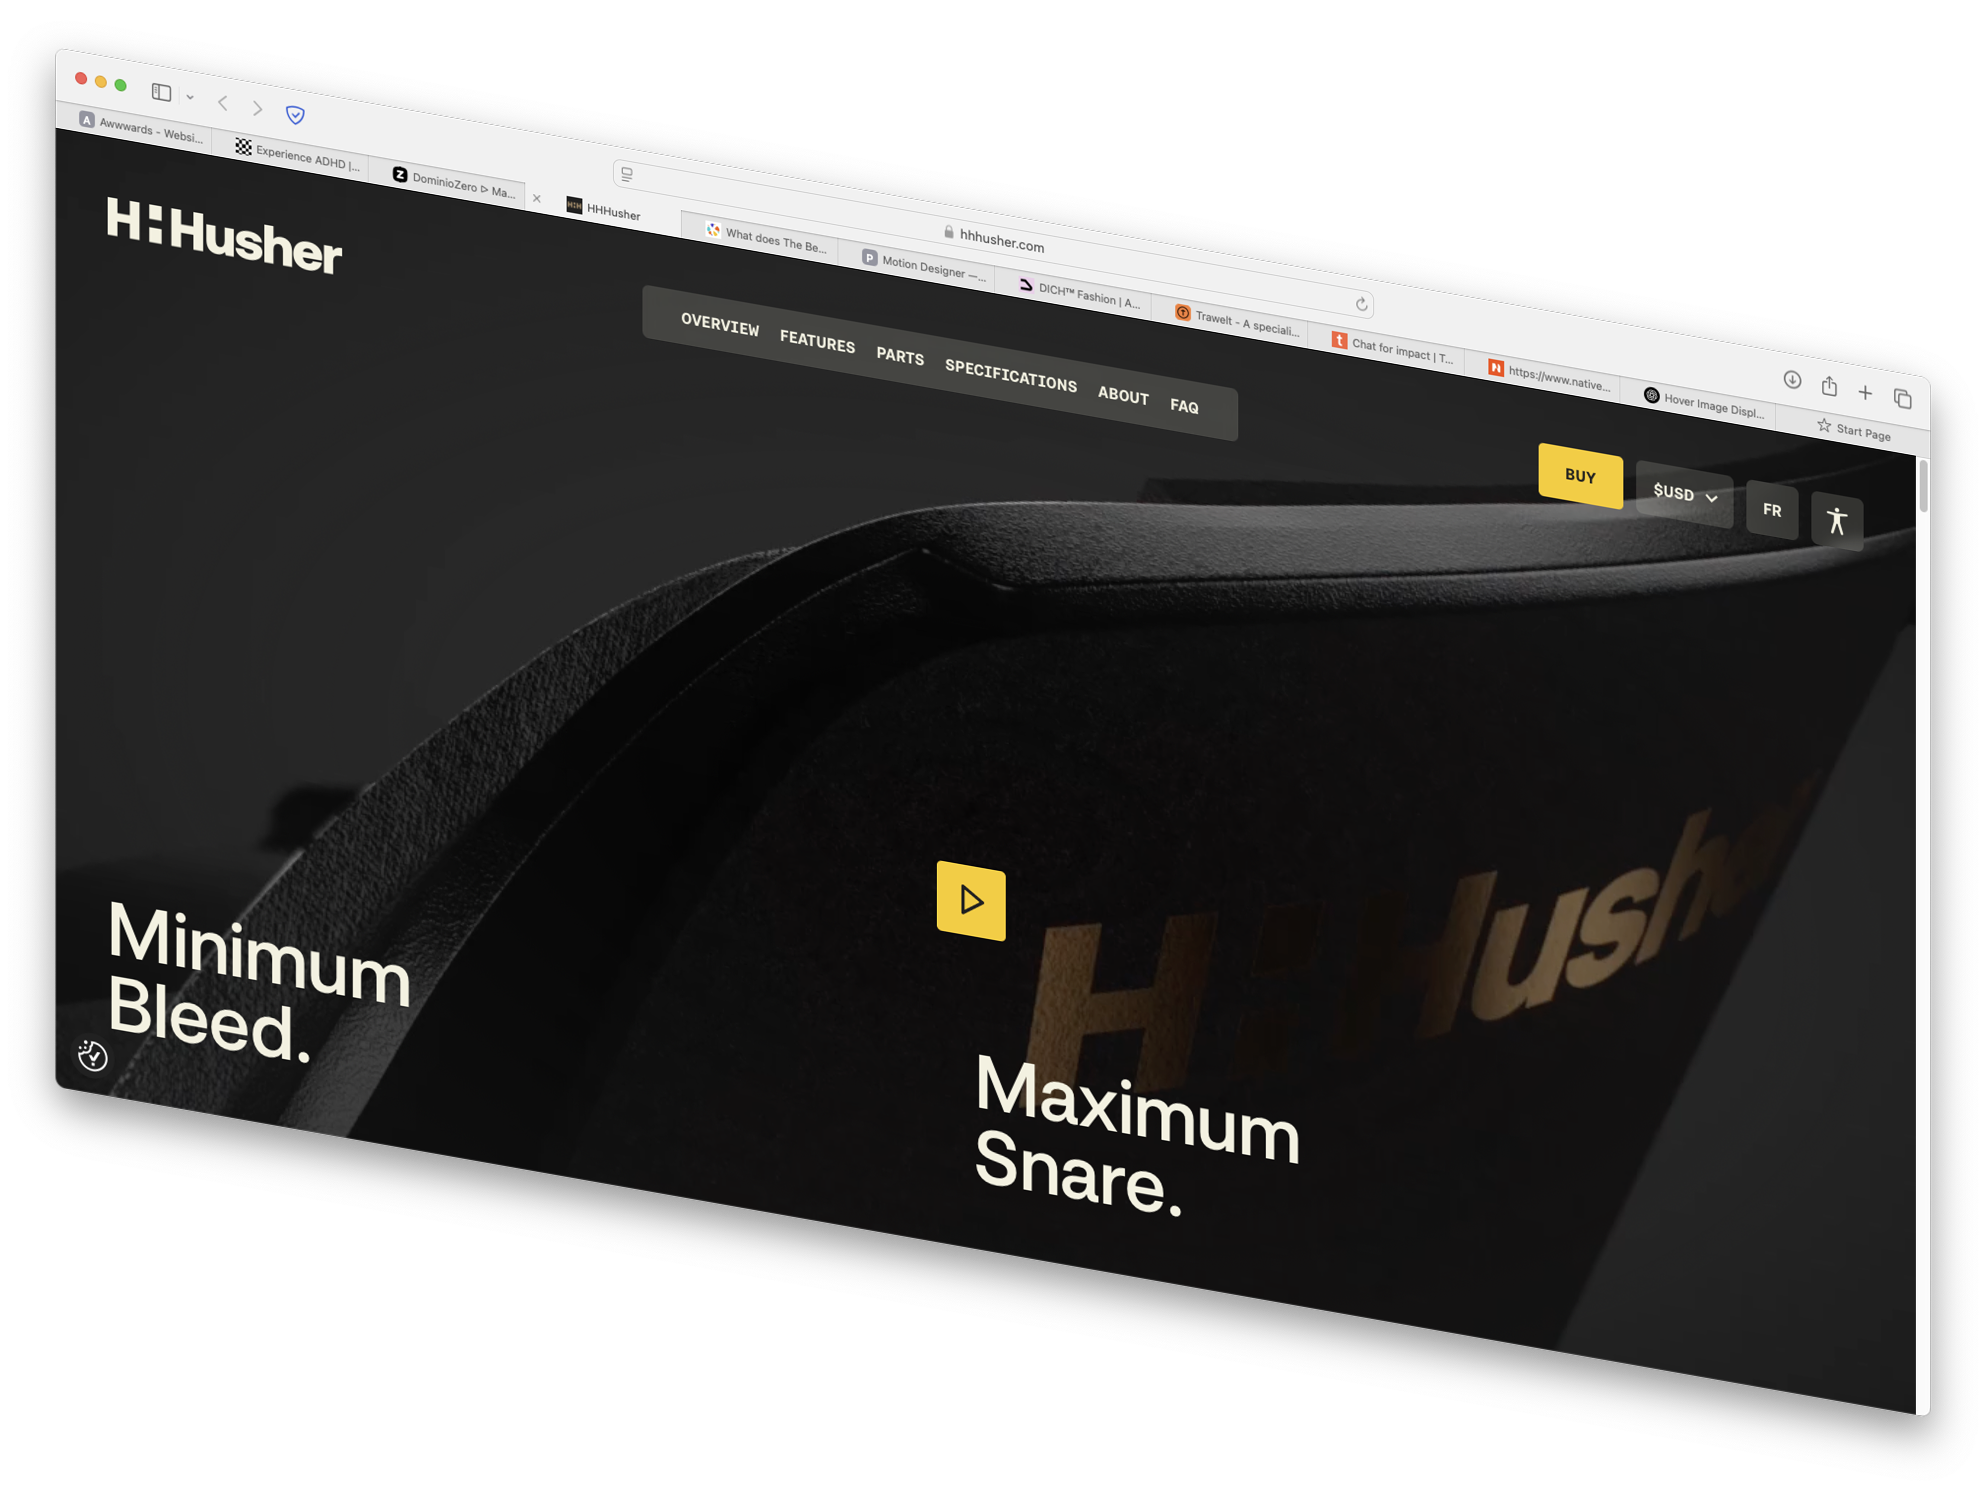 hhhusher.com
Awwwards - Websi...
Experience ADHD |...
DominioZero ᐅ Ma...
HHHusher
What does The Be...
Motion Designer —...
DICH™ Fashion | A...
Trawelt - A speciali...
Chat for impact | T...
https://www.native...
Hover Image Displ...
Start Page
H:Husher
OVERVIEW FEATURES PARTS SPECIFICATIONS ABOUT FAQ
BUY
$USD
FR
H:Husher
Minimum
Bleed.
Maximum
Snare.